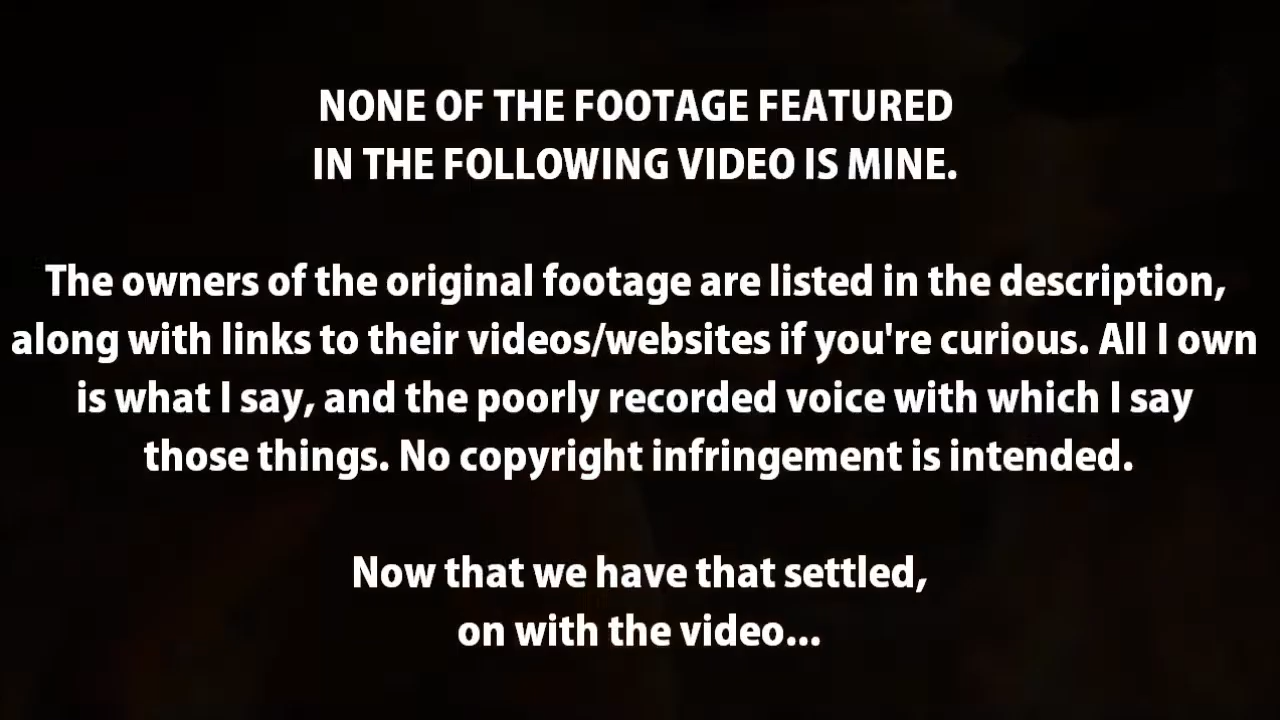 NONE OF THE FOOTAGE FEATURED
IN THE FOLLOWING VIDEO IS MINE.
The owners of the original footage are listed in the description,
along with links to their videos/websites if you're curious. All I own
is what I say, and the poorly recorded voice with which I say
those things. No copyright infringement is intended.
Now that we have that settled,
on with the video...